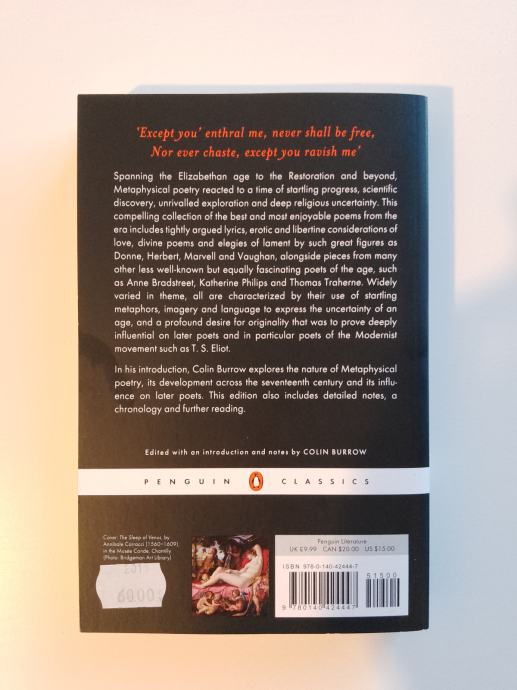 'Except you' enthral me, never shall be free,
Nor ever chaste, except you ravish me'
Spanning the Elizabethan age to the Restoration and beyond,
Metaphysical poetry reacted to a time of startling progress, scientific
discovery, unrivalled exploration and deep religious uncertainty. This
compelling collection of the best and most enjoyable poems from the
era includes tightly argued lyrics, erotic and libertine considerations of
love, divine poems and elegies of lament by such great figures as
Donne, Herbert, Marvell and Vaughan, alongside pieces from many
other less well-known but equally fascinating poets of the age, such
as Anne Bradstreet, Katherine Philips and Thomas Traherne. Widely
varied in theme, all are characterized by their use of startling
metaphors, imagery and language to express the uncertainty of an
age, and a profound desire for originality that was to prove deeply
influential on later poets and in particular poets of the Modernist
movement such as T. S. Eliot.
In his introduction, Colin Burrow explores the nature of Metaphysical
poetry, its development across the seventeenth century and its influ-
ence on later poets. This edition also includes detailed notes, a
chronology and further reading.
Edited with an introduction and notes by COLIN BURROW
PENGUIN CLASSICS
Cover: The Sleep of Venus, by
Annibale Carracci (1560–1609),
in the Musée Condé, Chantilly
(Photo: Bridgeman Art Library)
2013
60.00
Penguin Literature
UK £9.99 CAN $20.00 US $15.00
ISBN 978-0-140-42444-7
51500
9 780140 424447